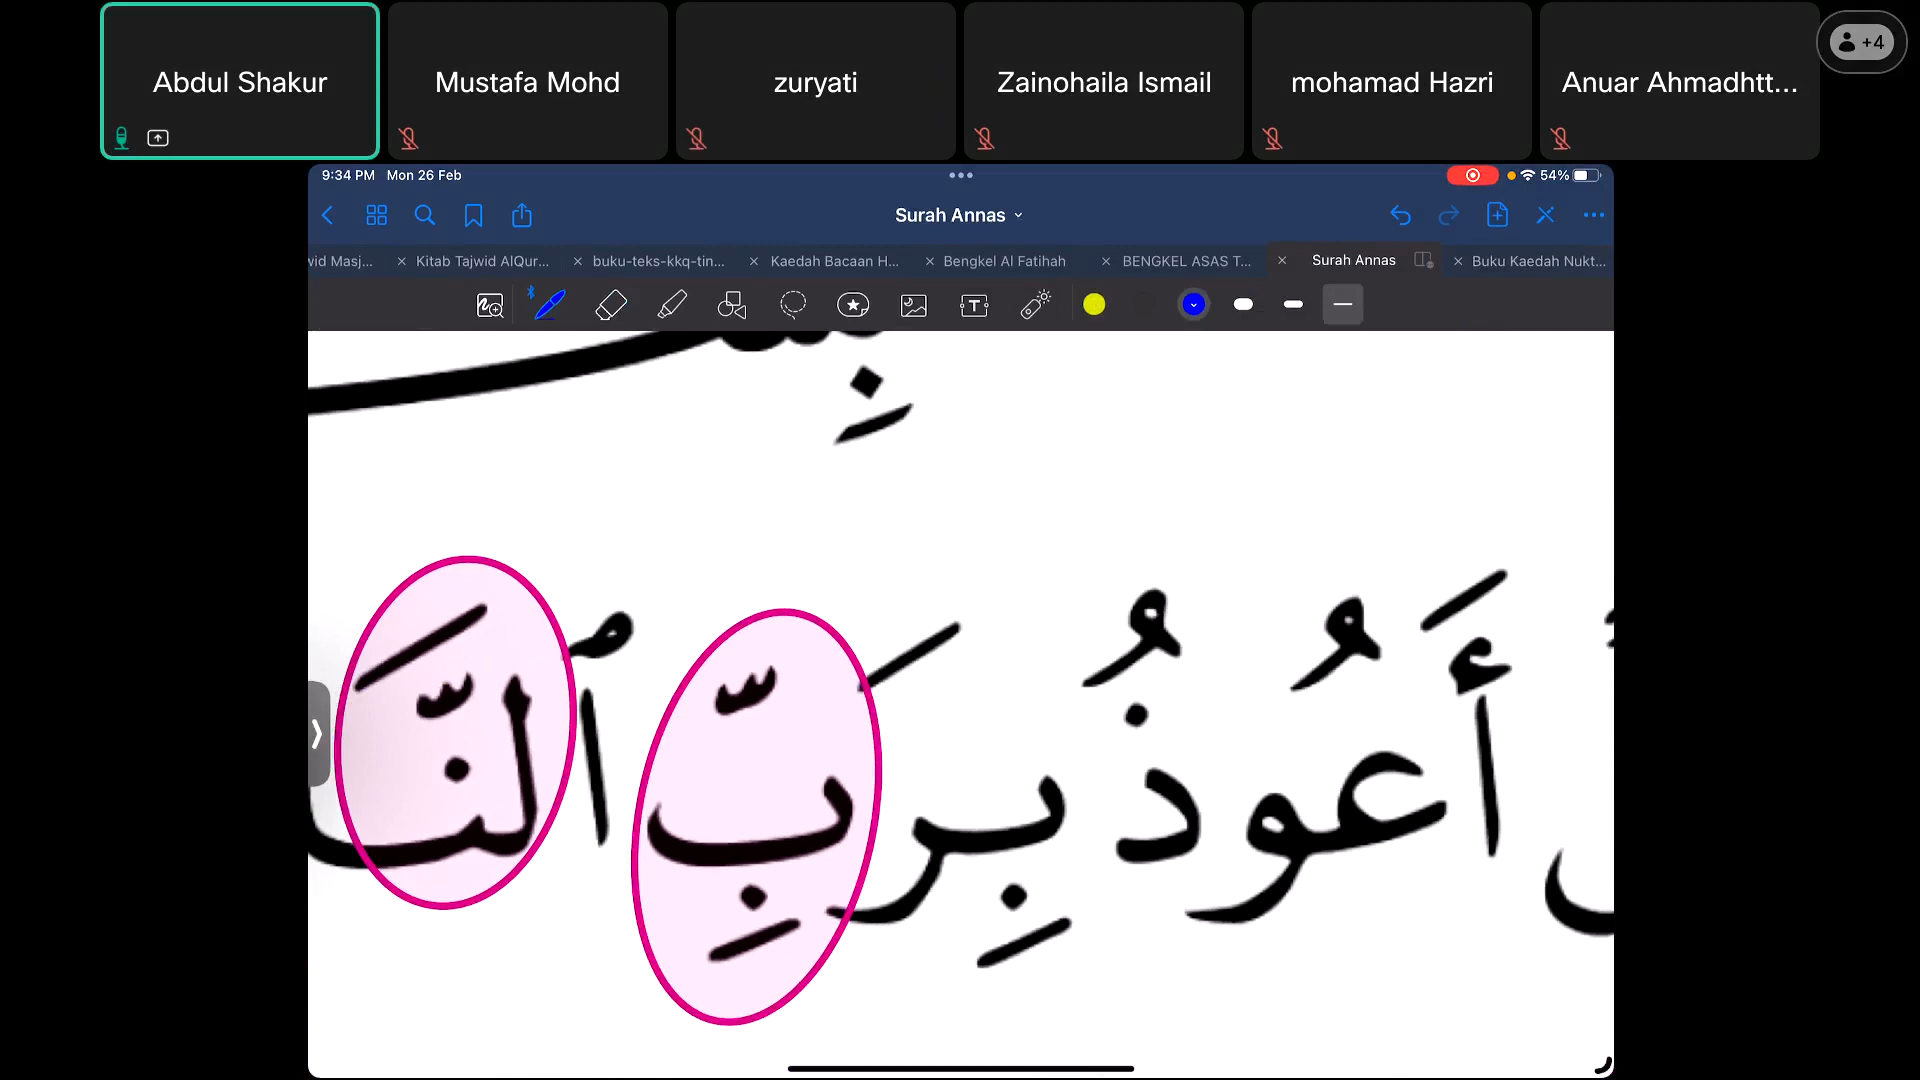 Abdul Shakur
Mustafa Mohd
zuryati
Zainohaila Ismail
mohamad Hazri
Anuar Ahmadhtt...
+4
9:34 PM Mon 26 Feb
54%
Surah Annas
wid Masj...
Kitab Tajwid AlQur...
buku-teks-kkq-tin...
Kaedah Bacaan H...
Bengkel Al Fatihah
BENGKEL ASAS T...
Surah Annas
Buku Kaedah Nukt...
أَعُوذُ بِرَبِّ ٱلنَّا